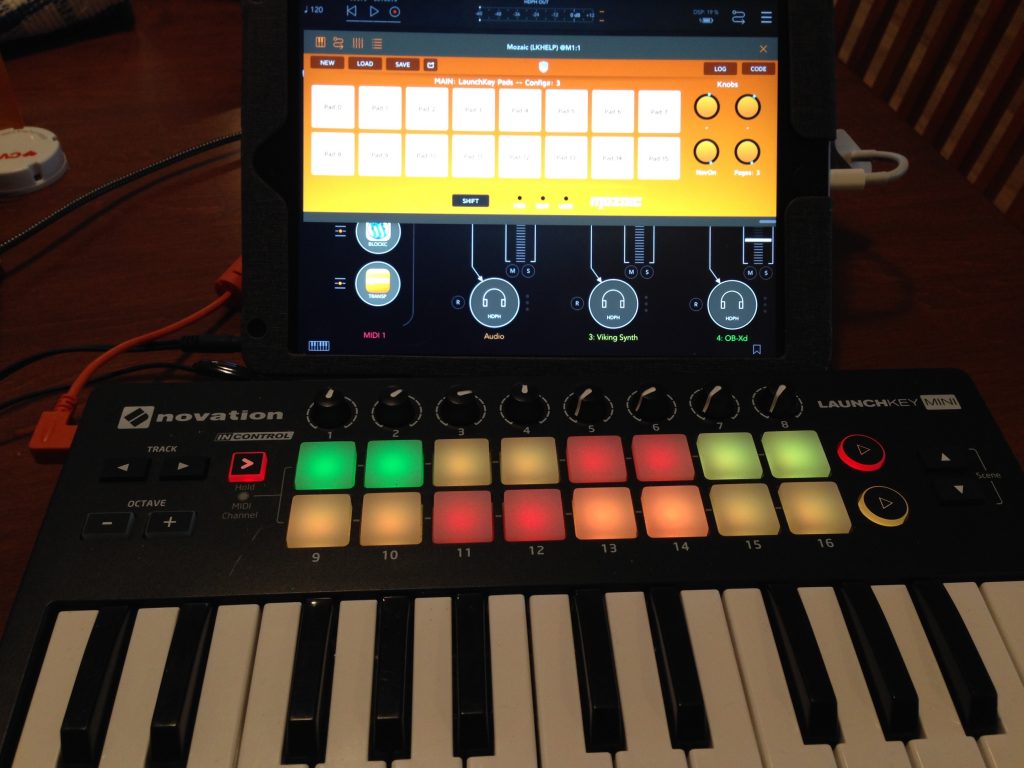 120
HDPH OUT
DSP: 19 %
Mozaic (LKHELP) @M1:1
NEW LOAD SAVE LOG CODE
MAIN: LaunchKey Pads -- Config#: 3
Knobs
Pad 0 Pad 1 Pad 2 Pad 3 Pad 4 Pad 5 Pad 6 Pad 7
Pad 8 Pad 9 Pad 10 Pad 11 Pad 12 Pad 13 Pad 14 Pad 15
NavOn Pages: 3
SHIFT
mozaic
BLOCKC
M S M S M S
TRANSP
R HDPH R HDPH R HDPH
MIDI 1 Audio 3: Viking Synth 4: OB-Xd
CVS
novation
LAUNCHKEY MINI
1 2 3 4 5 6 7 8
INCONTROL
TRACK
Hold
Scene
OCTAVE
MIDI
Channel
9 10 11 12 13 14 15 16